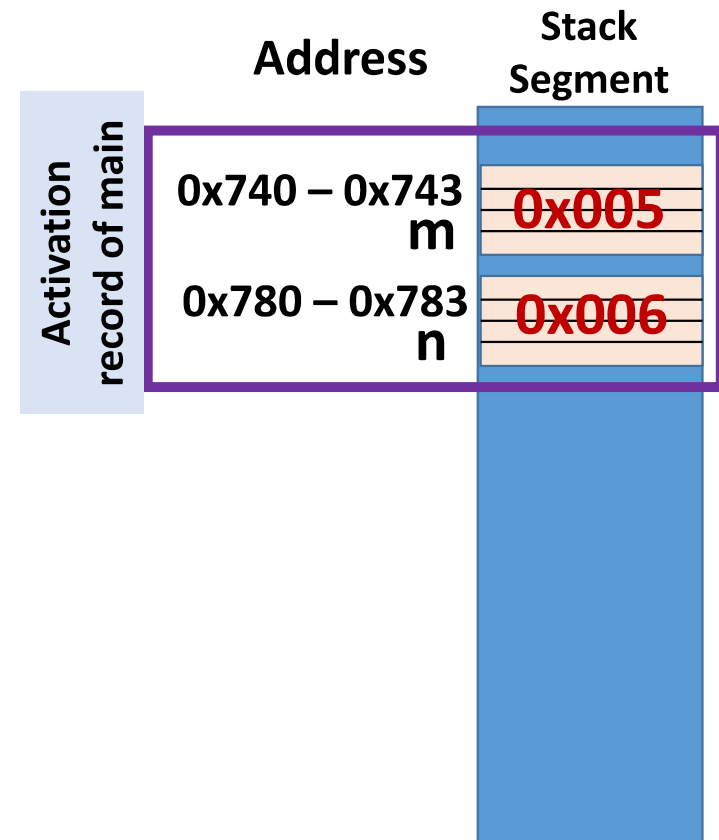 Address
Stack
Segment
Activation
record of main
0x740 – 0x743
m
0x005
0x780 – 0x783
n
0x006